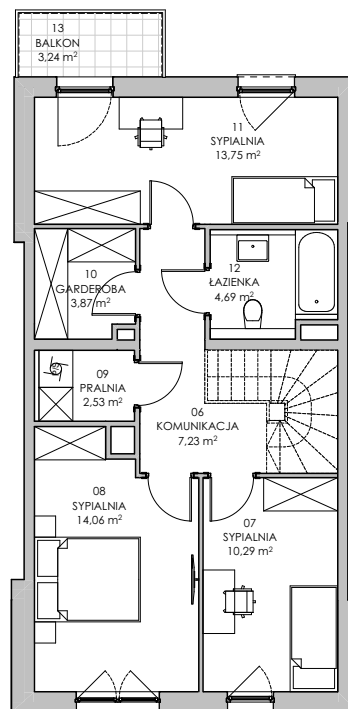 13
BALKON
3,24 m²
11
SYPIALNIA
13,75 m²
10
GARDEROBA
3,87 m²
12
ŁAZIENKA
4,69 m²
09
PRALNIA
2,53 m²
06
KOMUNIKACJA
7,23 m²
08
SYPIALNIA
14,06 m²
07
SYPIALNIA
10,29 m²